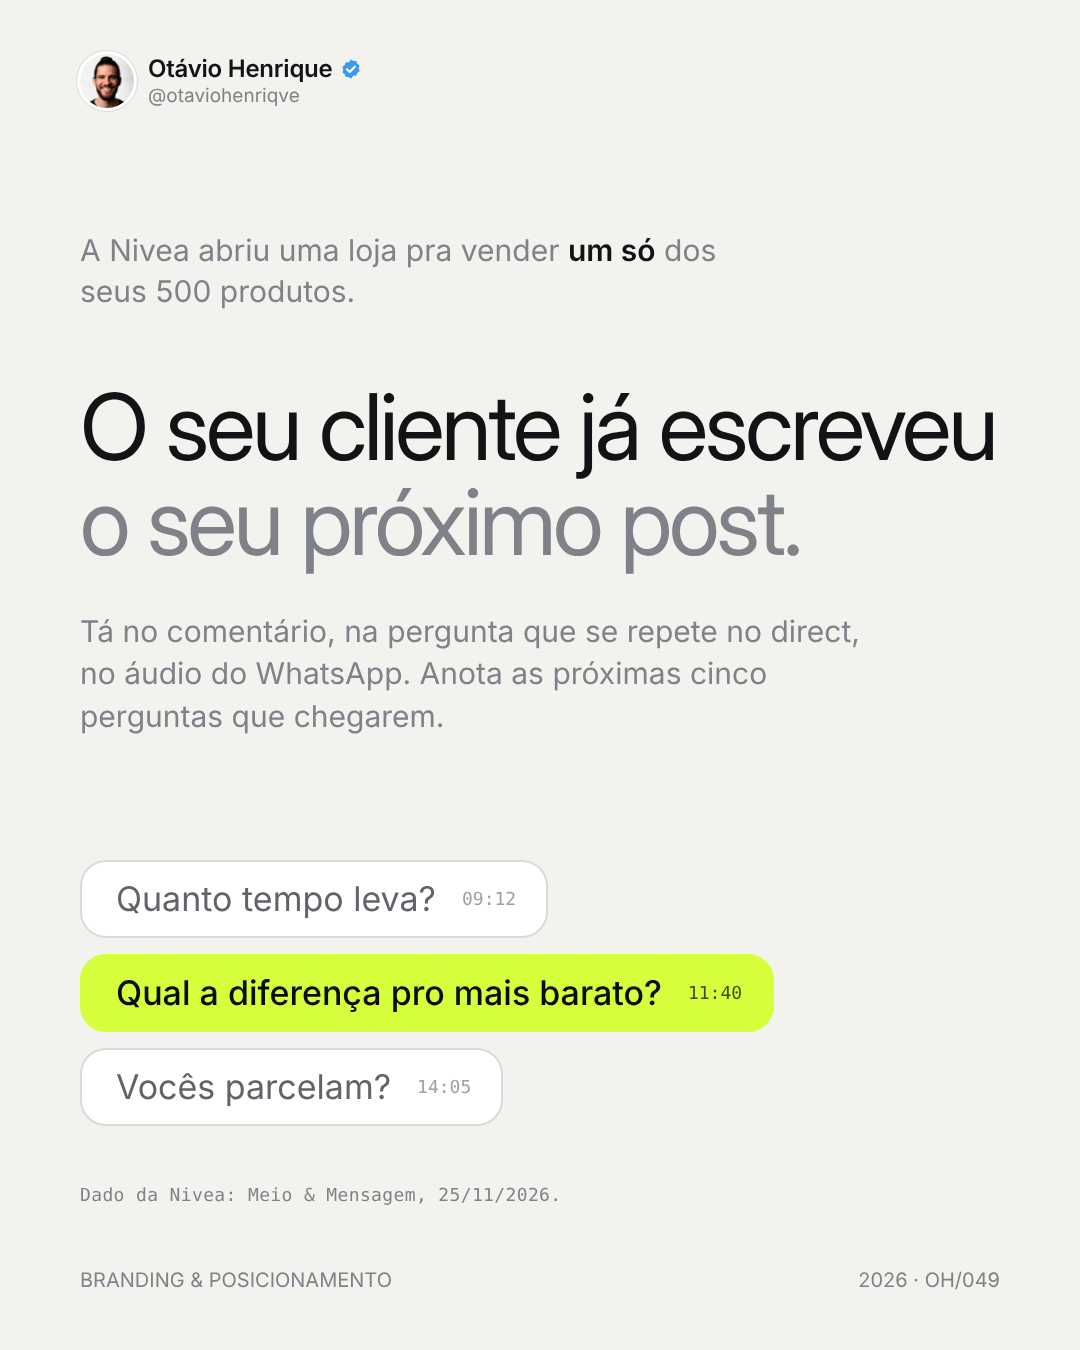 Otávio Henrique
@otaviohenriqve
A Nivea abriu uma loja pra vender um só dos
seus 500 produtos.
O seu cliente já escreveu
o seu próximo post.
Tá no comentário, na pergunta que se repete no direct,
no áudio do WhatsApp. Anota as próximas cinco
perguntas que chegarem.
Quanto tempo leva? 09:12
Qual a diferença pro mais barato? 11:40
Vocês parcelam? 14:05
Dado da Nivea: Meio & Mensagem, 25/11/2026.
BRANDING & POSICIONAMENTO
2026 · OH/049